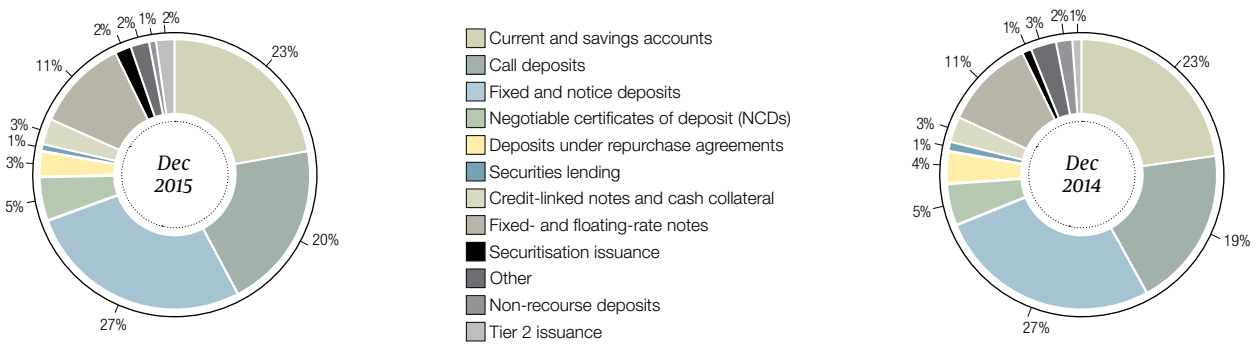 2%
2%
1%
2%
23%
11%
3%
1%
3%
5%
27%
20%
Dec
2015
Current and savings accounts
Call deposits
Fixed and notice deposits
Negotiable certificates of deposit (NCDs)
Deposits under repurchase agreements
Securities lending
Credit-linked notes and cash collateral
Fixed- and floating-rate notes
Securitisation issuance
Other
Non-recourse deposits
Tier 2 issuance
1%
3%
2%
1%
23%
11%
3%
1%
4%
5%
27%
19%
Dec
2014